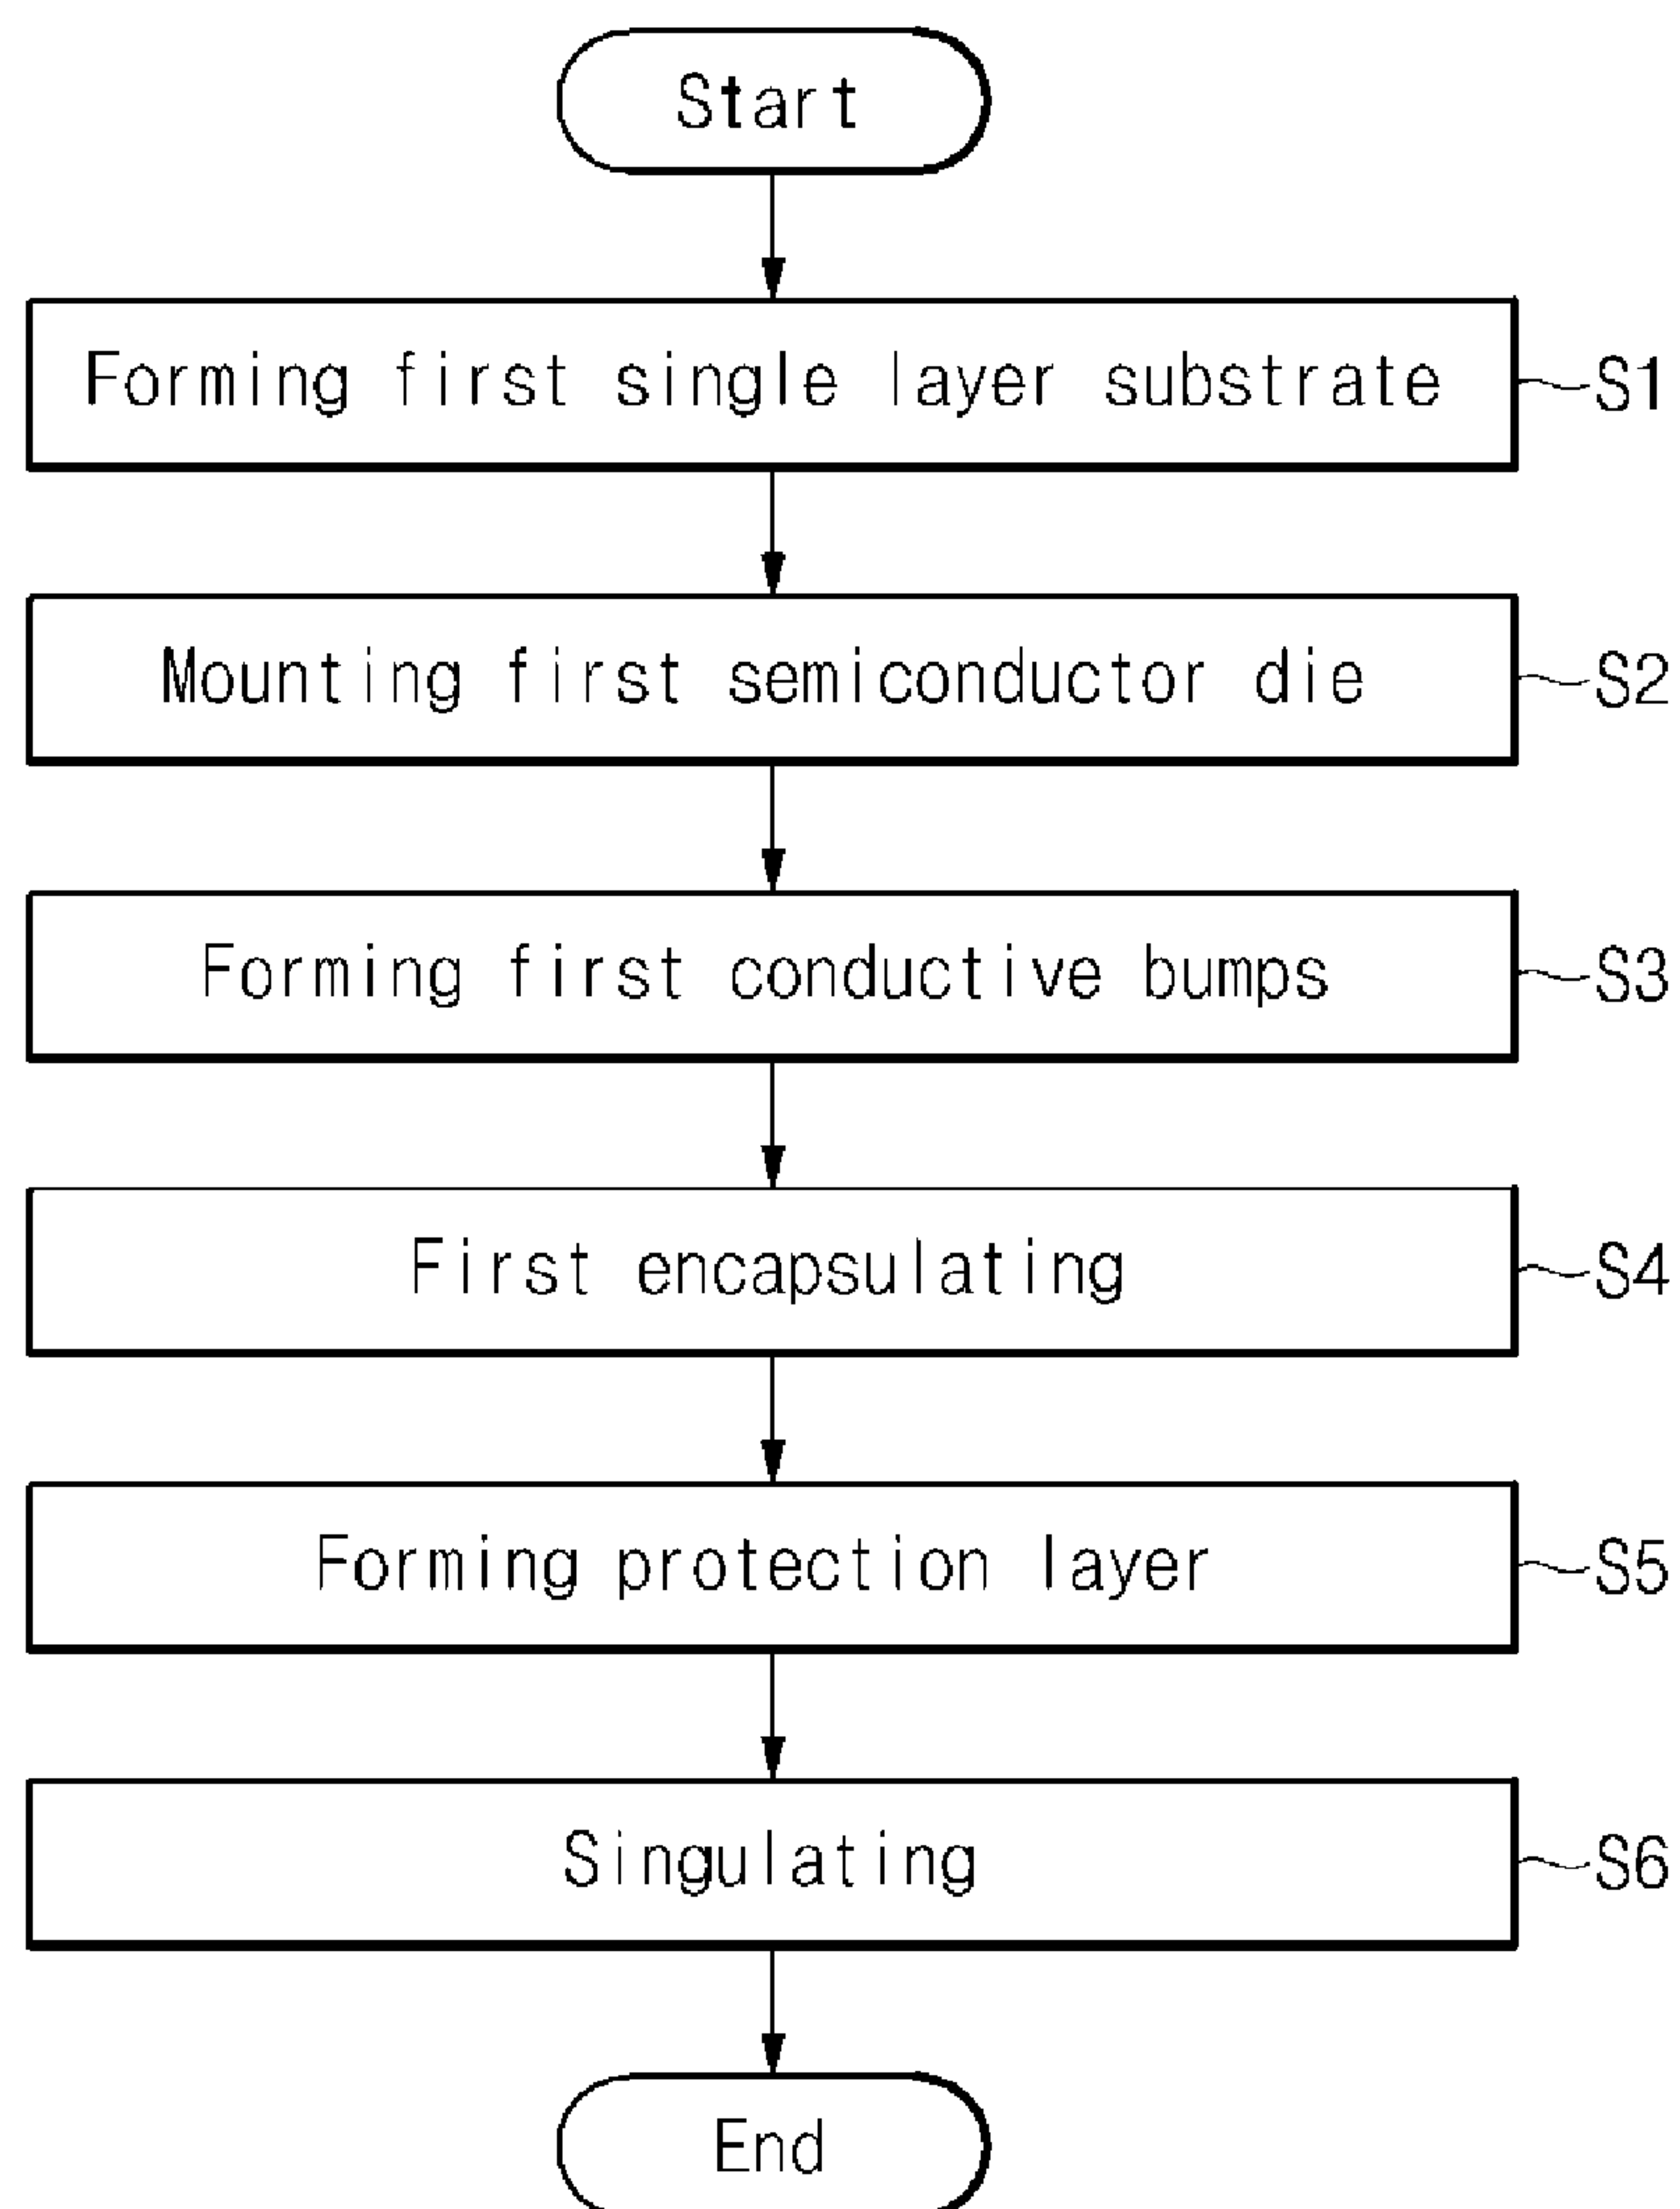 Start
Forming first single layer substrate
S1
Mounting first semiconductor die
S2
Forming first conductive bumps
S3
First encapsulating
S4
Forming protection layer
S5
Singulating
S6
End